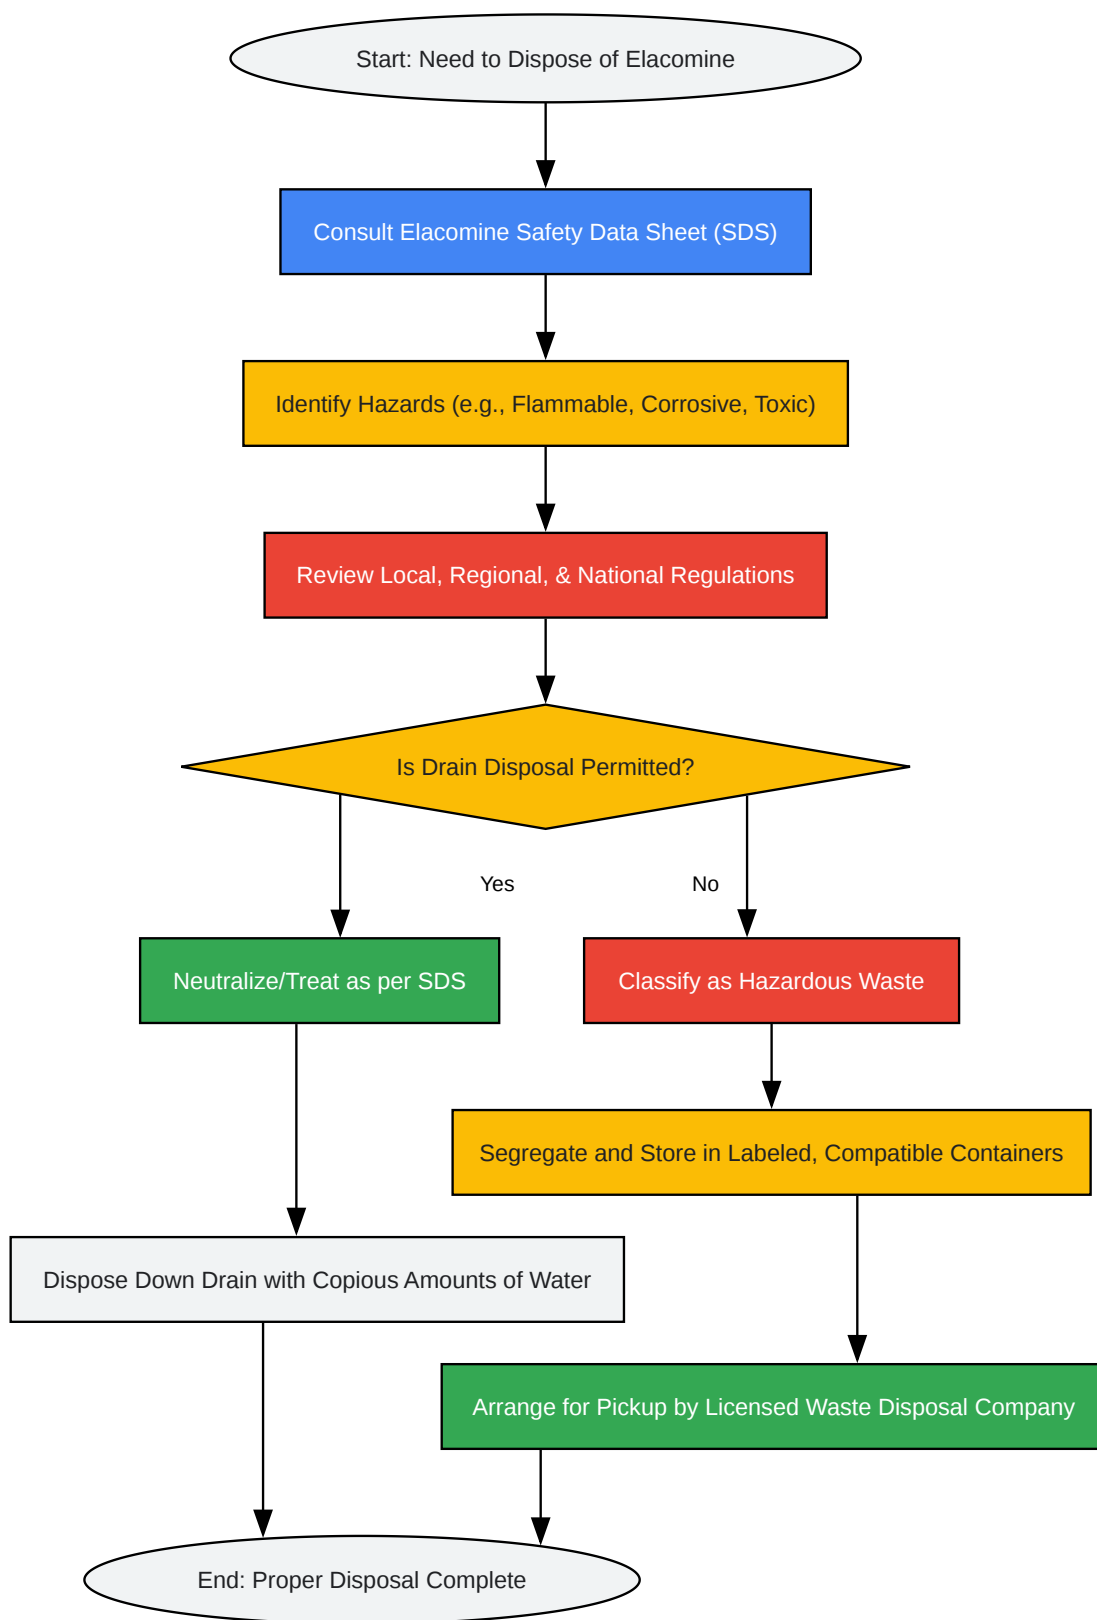 Start: Need to Dispose of Elacomine
Consult Elacomine Safety Data Sheet (SDS)
Identify Hazards (e.g., Flammable, Corrosive, Toxic)
Review Local, Regional, & National Regulations
Is Drain Disposal Permitted?
Yes
No
Neutralize/Treat as per SDS
Classify as Hazardous Waste
Segregate and Store in Labeled, Compatible Containers
Dispose Down Drain with Copious Amounts of Water
Arrange for Pickup by Licensed Waste Disposal Company
End: Proper Disposal Complete